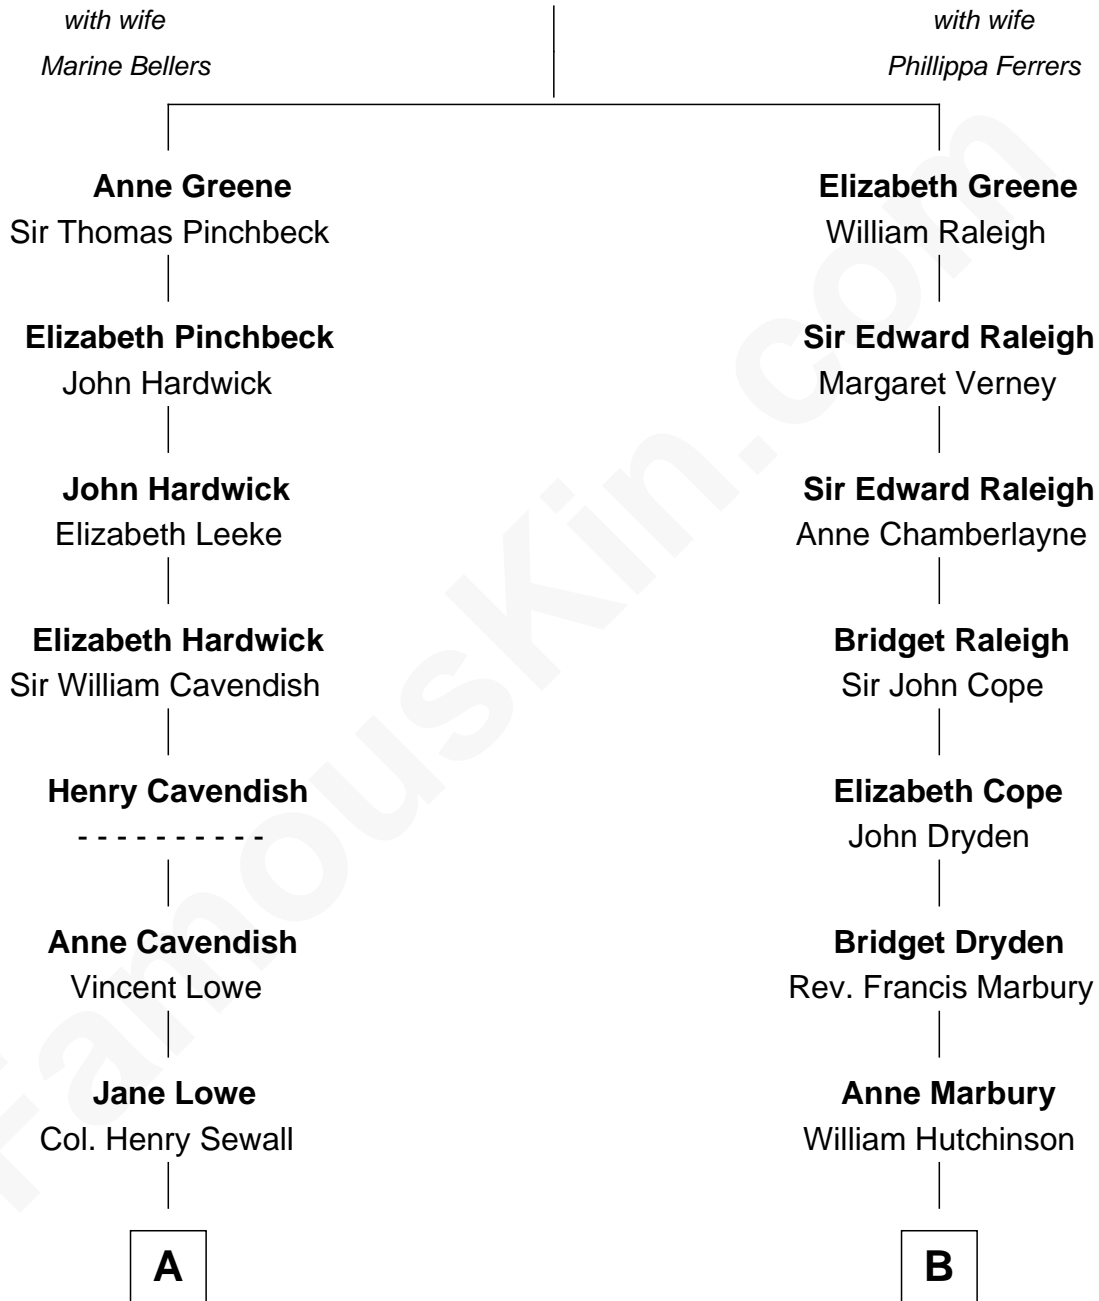 with wife
Marine Bellers
with wife
Phillippa Ferrers
Anne Greene
Sir Thomas Pinchbeck
Elizabeth Greene
William Raleigh
Elizabeth Pinchbeck
John Hardwick
Sir Edward Raleigh
Margaret Verney
John Hardwick
Elizabeth Leeke
Sir Edward Raleigh
Anne Chamberlayne
Elizabeth Hardwick
Sir William Cavendish
Bridget Raleigh
Sir John Cope
Henry Cavendish
- - - - - - - - - -
Elizabeth Cope
John Dryden
Anne Cavendish
Vincent Lowe
Bridget Dryden
Rev. Francis Marbury
Jane Lowe
Col. Henry Sewall
Anne Marbury
William Hutchinson
A
B
FamousKin.com